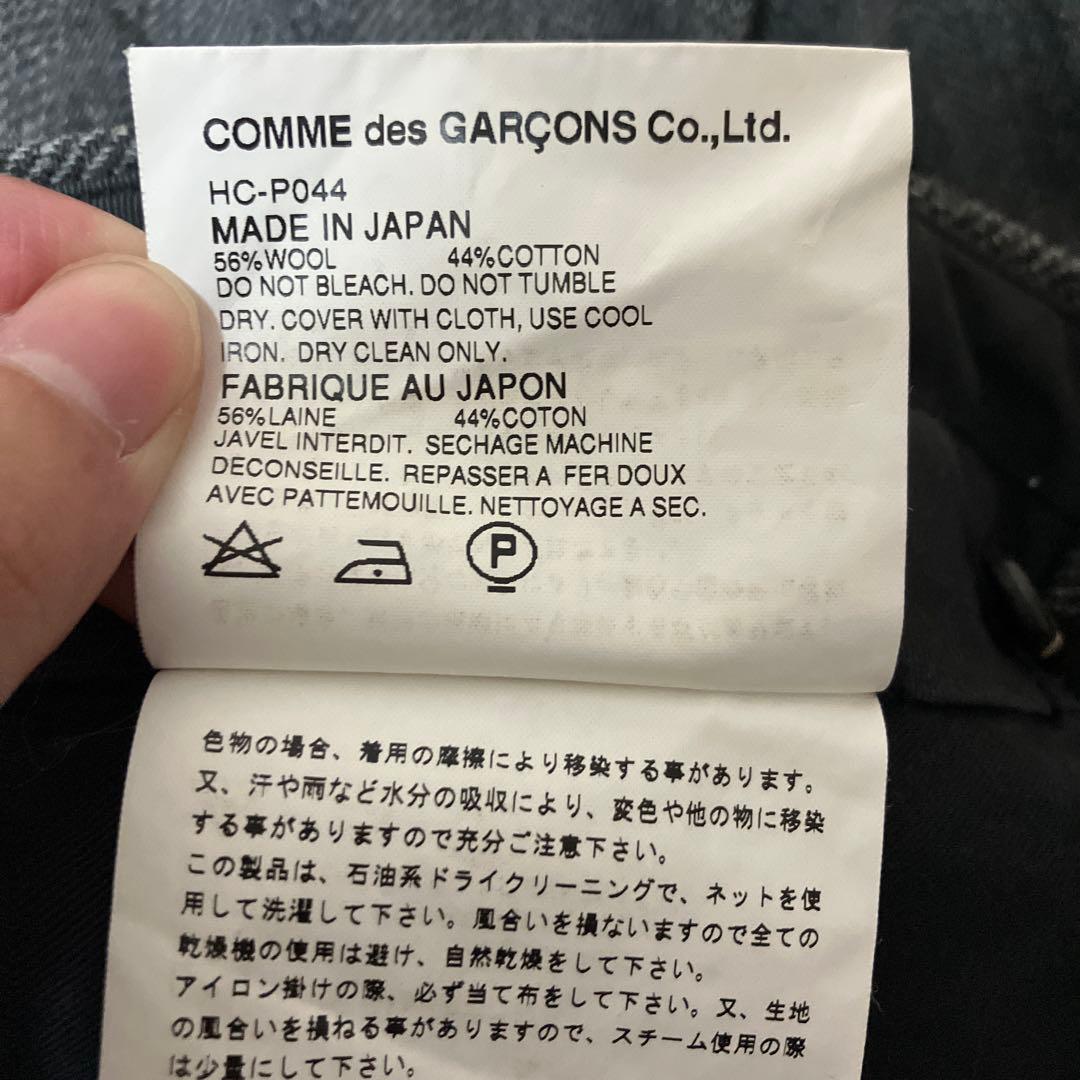 COMME des GARÇONS Co.,Ltd.
HC-P044
MADE IN JAPAN
56%WOOL 44%COTTON
DO NOT BLEACH. DO NOT TUMBLE
DRY. COVER WITH CLOTH, USE COOL
IRON. DRY CLEAN ONLY.
FABRIQUE AU JAPON
56%LAINE 44%COTON
JAVEL INTERDIT. SECHAGE MACHINE
DECONSEILLE. REPASSER A FER DOUX
AVEC PATTEMOUILLE. NETTOYAGE A SEC.
P
色物の場合、着用の摩擦により移染する事があります。
又、汗や雨など水分の吸収により、変色や他の物に移染
する事がありますので充分ご注意下さい。
この製品は、石油系ドライクリーニングで、ネットを使
用して洗濯して下さい。風合いを損ないますので全ての
乾燥機の使用は避け、自然乾燥をして下さい。
アイロン掛けの際、必ず当て布をして下さい。又、生地
の風合いを損ねる事がありますので、スチーム使用の際
は少量にして下さい。